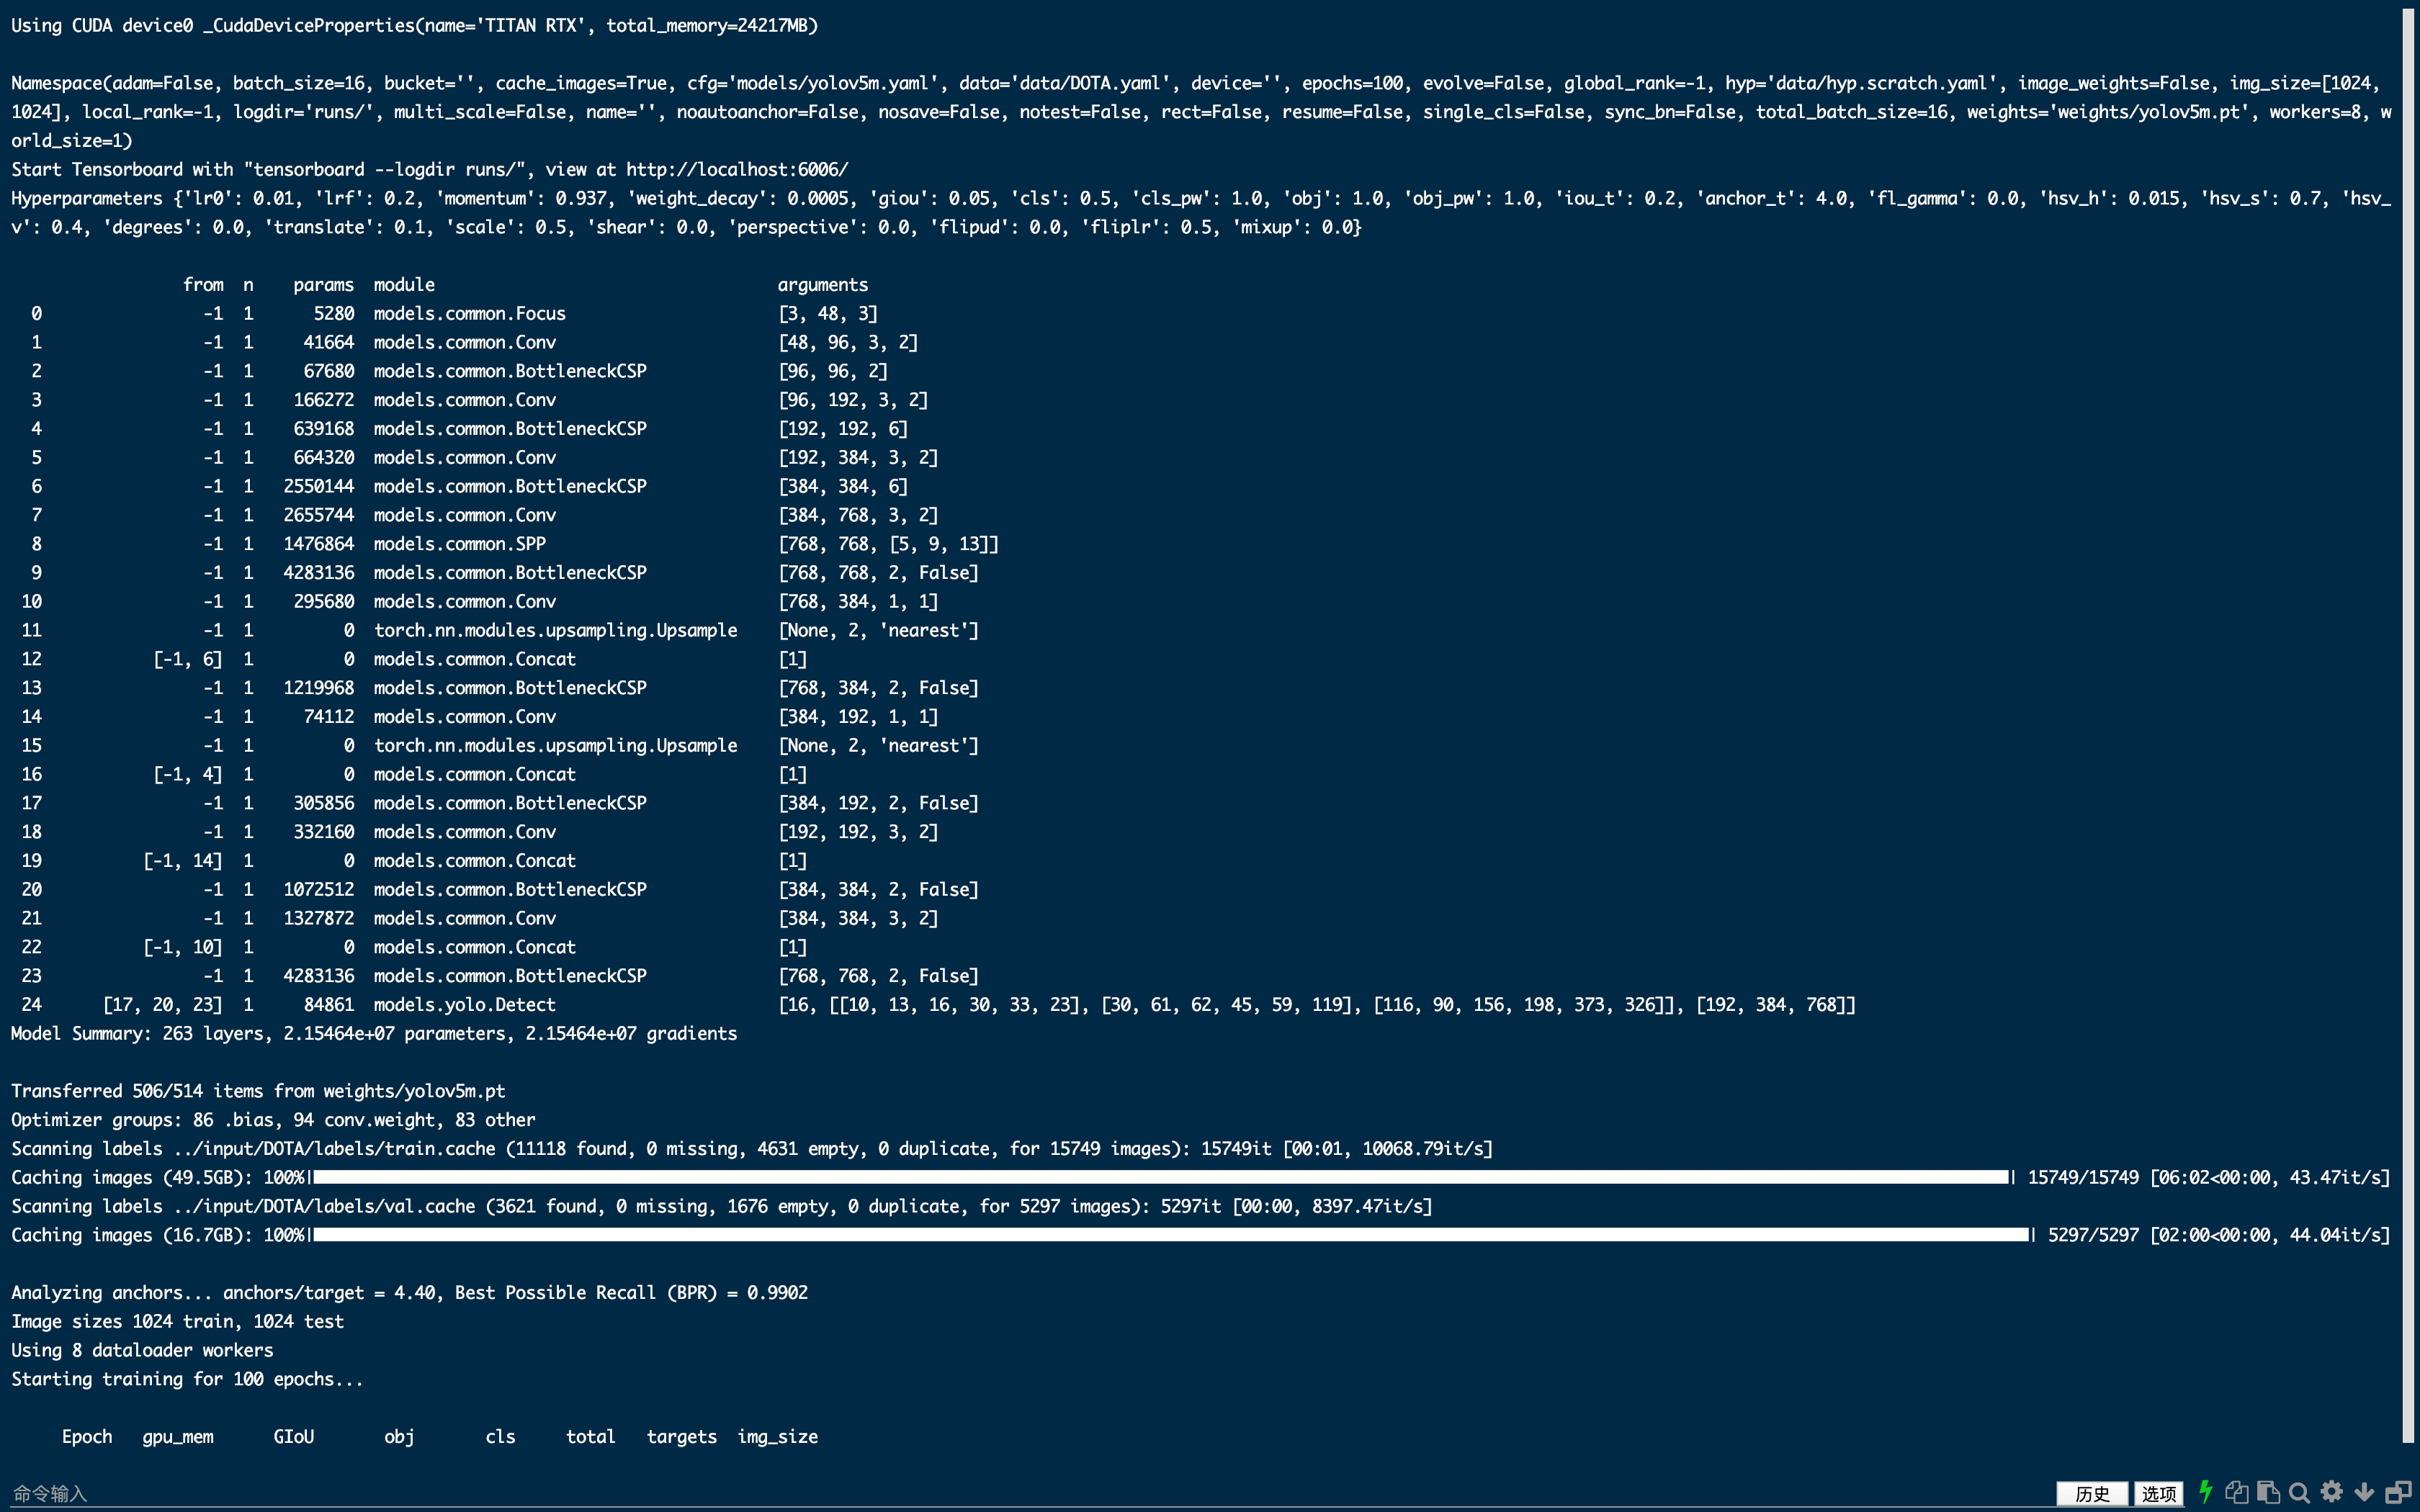 Using CUDA device0 _CudaDeviceProperties(name='TITAN RTX', total_memory=24217MB)
Namespace(adam=False, batch_size=16, bucket='', cache_images=True, cfg='models/yolov5m.yaml', data='data/DOTA.yaml', device='', epochs=100, evolve=False, global_rank=-1, hyp='data/hyp.scratch.yaml', image_weights=False, img_size=[1024,
1024], local_rank=-1, logdir='runs/', multi_scale=False, name='', noautoanchor=False, nosave=False, notest=False, rect=False, resume=False, single_cls=False, sync_bn=False, total_batch_size=16, weights='weights/yolov5m.pt', workers=8, w
orld_size=1)
Start Tensorboard with "tensorboard --logdir runs/", view at http://localhost:6006/
Hyperparameters {'lr0': 0.01, 'lrf': 0.2, 'momentum': 0.937, 'weight_decay': 0.0005, 'giou': 0.05, 'cls': 0.5, 'cls_pw': 1.0, 'obj': 1.0, 'obj_pw': 1.0, 'iou_t': 0.2, 'anchor_t': 4.0, 'fl_gamma': 0.0, 'hsv_h': 0.015, 'hsv_s': 0.7, 'hsv_
v': 0.4, 'degrees': 0.0, 'translate': 0.1, 'scale': 0.5, 'shear': 0.0, 'perspective': 0.0, 'flipud': 0.0, 'fliplr': 0.5, 'mixup': 0.0}
from n params module arguments
0 -1 1 5280 models.common.Focus [3, 48, 3]
1 -1 1 41664 models.common.Conv [48, 96, 3, 2]
2 -1 1 67680 models.common.BottleneckCSP [96, 96, 2]
3 -1 1 166272 models.common.Conv [96, 192, 3, 2]
4 -1 1 639168 models.common.BottleneckCSP [192, 192, 6]
5 -1 1 664320 models.common.Conv [192, 384, 3, 2]
6 -1 1 2550144 models.common.BottleneckCSP [384, 384, 6]
7 -1 1 2655744 models.common.Conv [384, 768, 3, 2]
8 -1 1 1476864 models.common.SPP [768, 768, [5, 9, 13]]
9 -1 1 4283136 models.common.BottleneckCSP [768, 768, 2, False]
10 -1 1 295680 models.common.Conv [768, 384, 1, 1]
11 -1 1 0 torch.nn.modules.upsampling.Upsample [None, 2, 'nearest']
12 [-1, 6] 1 0 models.common.Concat [1]
13 -1 1 1219968 models.common.BottleneckCSP [768, 384, 2, False]
14 -1 1 74112 models.common.Conv [384, 192, 1, 1]
15 -1 1 0 torch.nn.modules.upsampling.Upsample [None, 2, 'nearest']
16 [-1, 4] 1 0 models.common.Concat [1]
17 -1 1 305856 models.common.BottleneckCSP [384, 192, 2, False]
18 -1 1 332160 models.common.Conv [192, 192, 3, 2]
19 [-1, 14] 1 0 models.common.Concat [1]
20 -1 1 1072512 models.common.BottleneckCSP [384, 384, 2, False]
21 -1 1 1327872 models.common.Conv [384, 384, 3, 2]
22 [-1, 10] 1 0 models.common.Concat [1]
23 -1 1 4283136 models.common.BottleneckCSP [768, 768, 2, False]
24 [17, 20, 23] 1 84861 models.yolo.Detect [16, [[10, 13, 16, 30, 33, 23], [30, 61, 62, 45, 59, 119], [116, 90, 156, 198, 373, 326]], [192, 384, 768]]
Model Summary: 263 layers, 2.15464e+07 parameters, 2.15464e+07 gradients
Transferred 506/514 items from weights/yolov5m.pt
Optimizer groups: 86 .bias, 94 conv.weight, 83 other
Scanning labels ../input/DOTA/labels/train.cache (11118 found, 0 missing, 4631 empty, 0 duplicate, for 15749 images): 15749it [00:01, 10068.79it/s]
Caching images (49.5GB): 100%| | 15749/15749 [06:02<00:00, 43.47it/s]
Scanning labels ../input/DOTA/labels/val.cache (3621 found, 0 missing, 1676 empty, 0 duplicate, for 5297 images): 5297it [00:00, 8397.47it/s]
Caching images (16.7GB): 100%| | 5297/5297 [02:00<00:00, 44.04it/s]
Analyzing anchors... anchors/target = 4.40, Best Possible Recall (BPR) = 0.9902
Image sizes 1024 train, 1024 test
Using 8 dataloader workers
Starting training for 100 epochs...
Epoch gpu_mem GIoU obj cls total targets img_size
命令输入 历史 选项